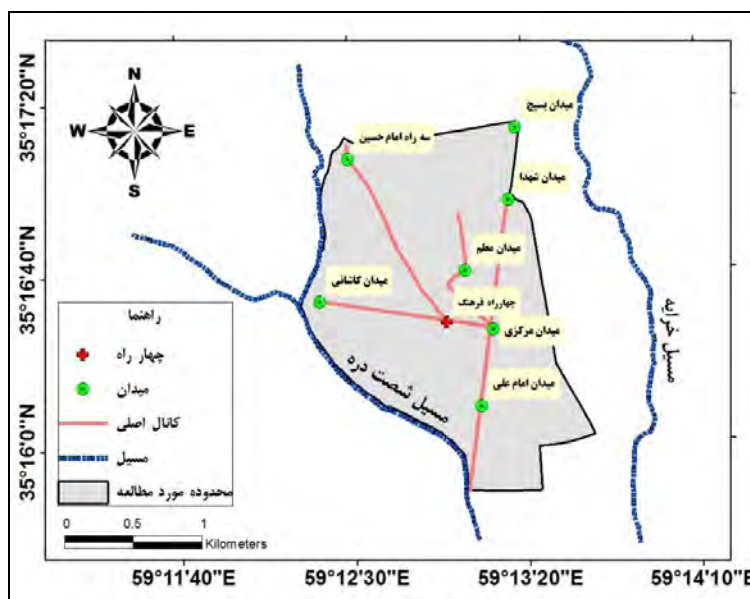 N
W E
S
35°17'20"N
35°16'40"N
35°16'0"N
میدان بسیج
سه راه امام حسین
میدان شهدا
میدان معلم
میدان کاشانی
چهارراه فرهنگ
میدان مرکزی
میدان امام علی
مسیل شصت دره
مسیل خرابه
راهنما
چهار راه
میدان
کانال اصلی
مسیل
محدوده مورد مطالعه
0 0.5 1
Kilometers
59°11'40"E 59°12'30"E 59°13'20"E 59°14'10"E